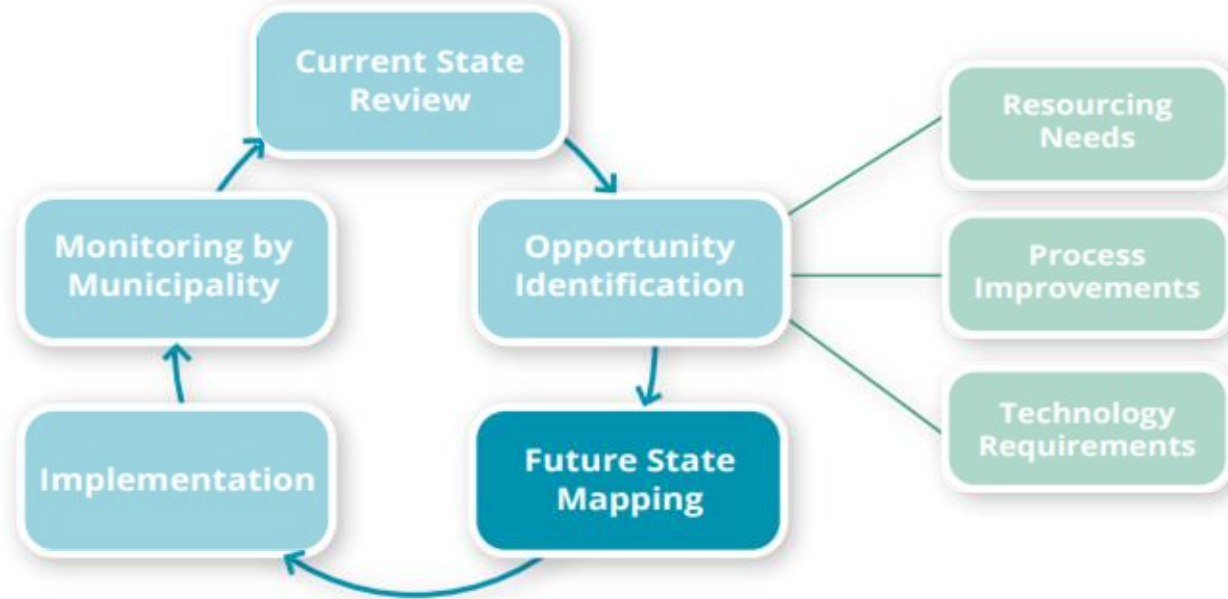 Current State
Review
Opportunity
Identification
Future State
Mapping
Implementation
Monitoring by
Municipality
Resourcing
Needs
Process
Improvements
Technology
Requirements